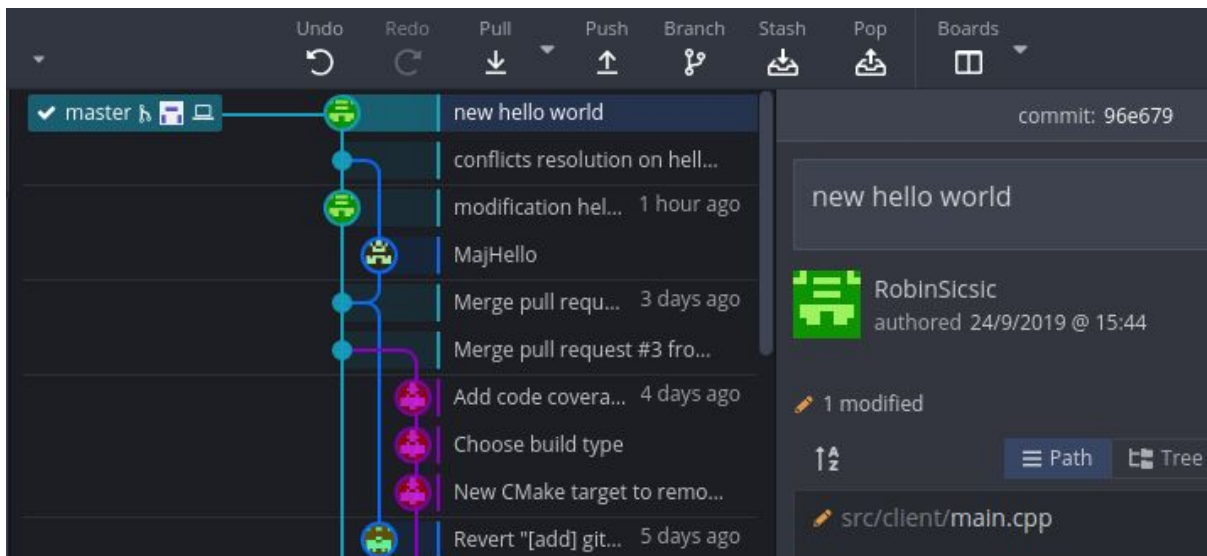 Undo Redo Pull Push Branch Stash Pop Boards
master
new hello world
conflicts resolution on hell...
modification hel... 1 hour ago
MajHello
Merge pull requ... 3 days ago
Merge pull request #3 fro...
Add code covera... 4 days ago
Choose build type
New CMake target to remo...
Revert "[add] git... 5 days ago
commit: 96e679
new hello world
RobinSicsic
authored 24/9/2019 @ 15:44
1 modified
A
Z
Path Tree
src/client/main.cpp